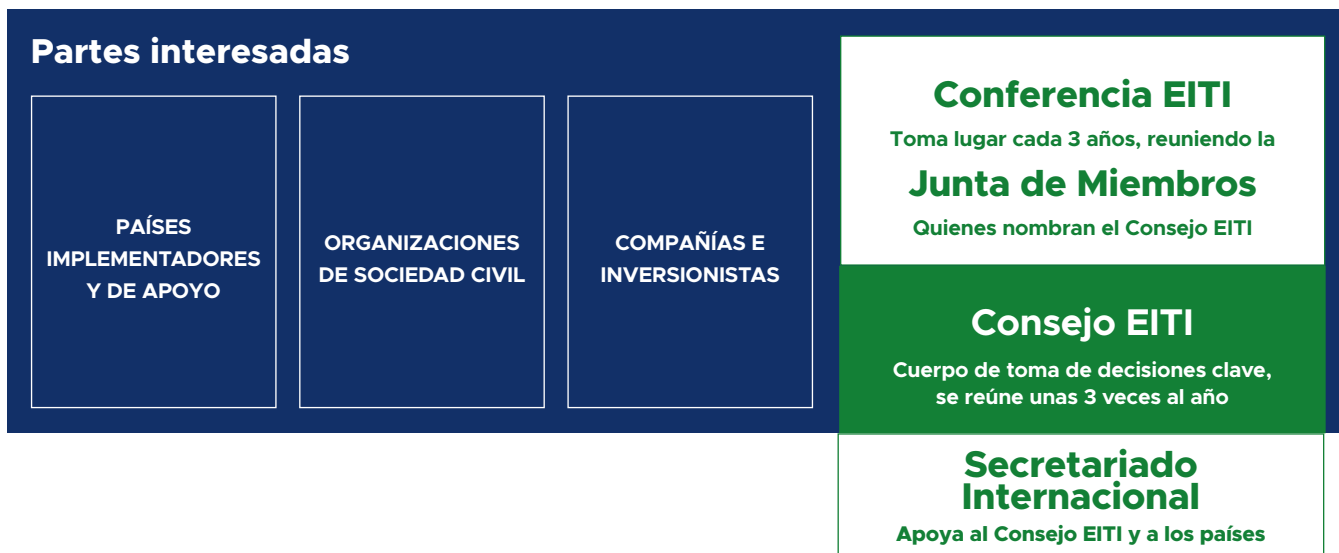 Partes interesadas
PAÍSES
IMPLEMENTADORES
Y DE APOYO
ORGANIZACIONES
DE SOCIEDAD CIVIL
COMPAÑÍAS E
INVERSIONISTAS
Conferencia EITI
Toma lugar cada 3 años, reuniendo la
Junta de Miembros
Quienes nombran el Consejo EITI
Consejo EITI
Cuerpo de toma de decisiones clave,
se reúne unas 3 veces al año
Secretariado
Internacional
Apoya al Consejo EITI y a los países